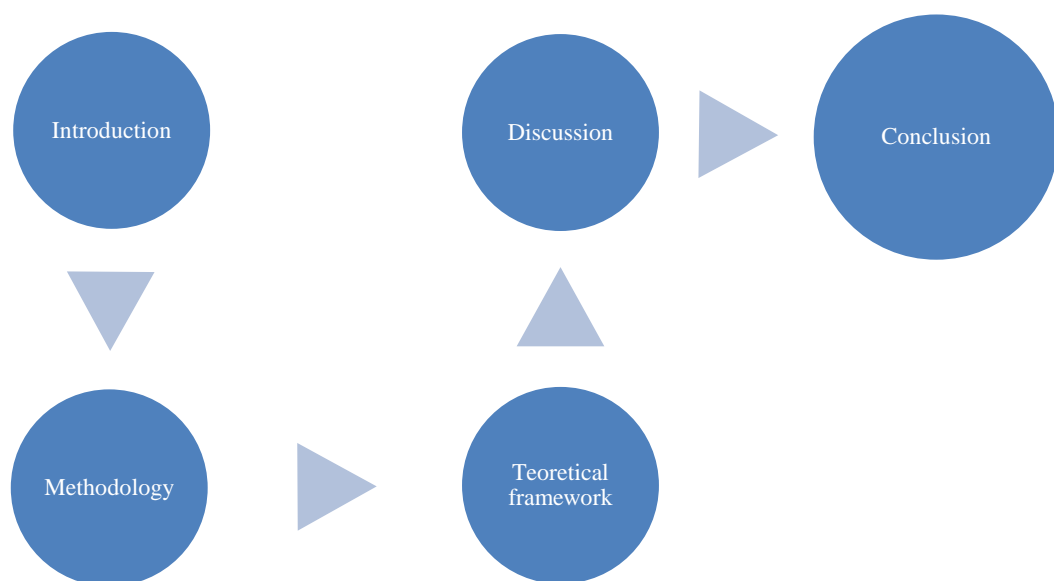 Introduction
Methodology
Teoretical
framework
Discussion
Conclusion